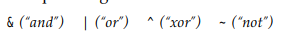 & (“and”) | (“or”) ^ (“xor”) ~ (“not”)